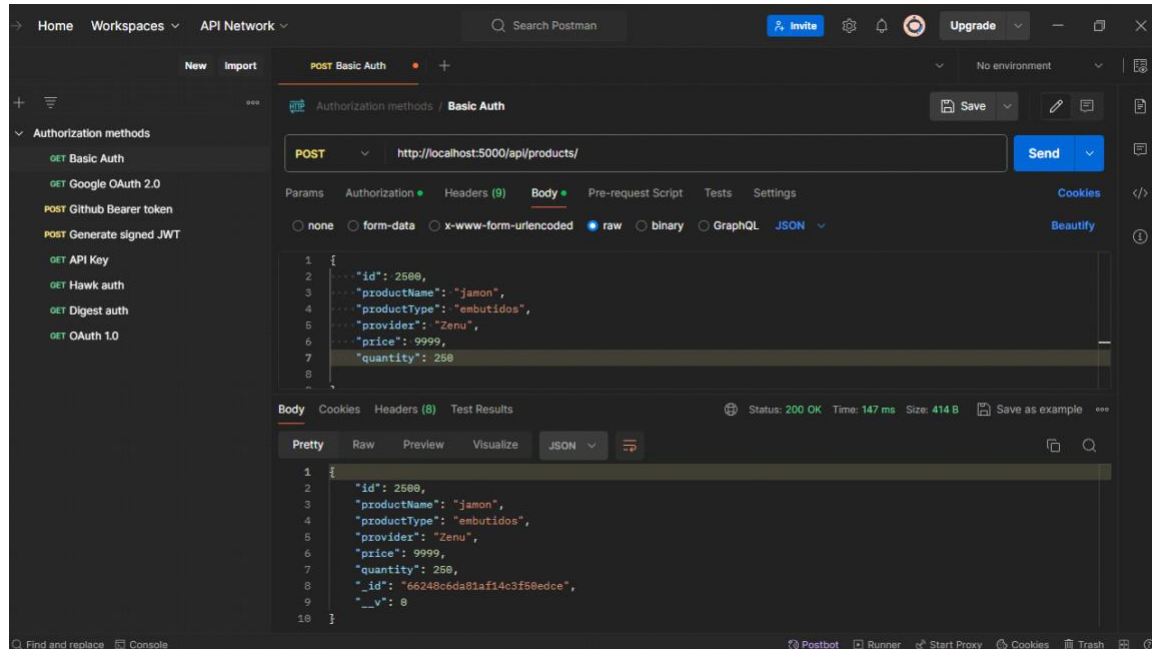 Home Workspaces API Network Search Postman Invite Upgrade
New Import POST Basic Auth No environment
Authorization methods / Basic Auth Save
Authorization methods
GET Basic Auth
GET Google OAuth 2.0
POST Github Bearer token
POST Generate signed JWT
GET API Key
GET Hawk auth
GET Digest auth
GET OAuth 1.0
POST http://localhost:5000/api/products/ Send
Params Authorization Headers (9) Body Pre-request Script Tests Settings Cookies
none form-data x-www-form-urlencoded raw binary GraphQL JSON Beautify
1 {
2 "id": 2500,
3 "productName": "jamon",
4 "productType": "embutidos",
5 "provider": "Zenu",
6 "price": 9999,
7 "quantity": 250
8
Body Cookies Headers (8) Test Results Status: 200 OK Time: 147 ms Size: 414 B Save as example
Pretty Raw Preview Visualize JSON
1 {
2 "id": 2500,
3 "productName": "jamon",
4 "productType": "embutidos",
5 "provider": "Zenu",
6 "price": 9999,
7 "quantity": 250,
8 "_id": "66248c6da81af14c3f50edce",
9 "__v": 0
10 }
Find and replace Console Postbot Runner Start Proxy Cookies Trash